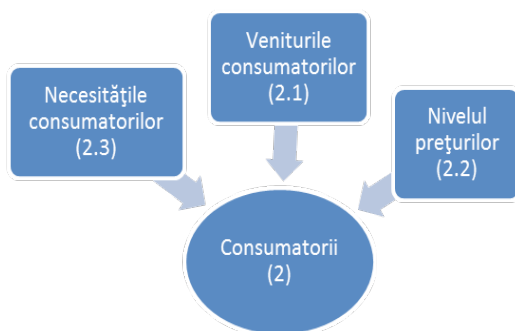 Veniturile
consumatorilor
(2.1)
Necesităţile
consumatorilor
(2.3)
Nivelul
preţurilor
(2.2)
Consumatorii
(2)